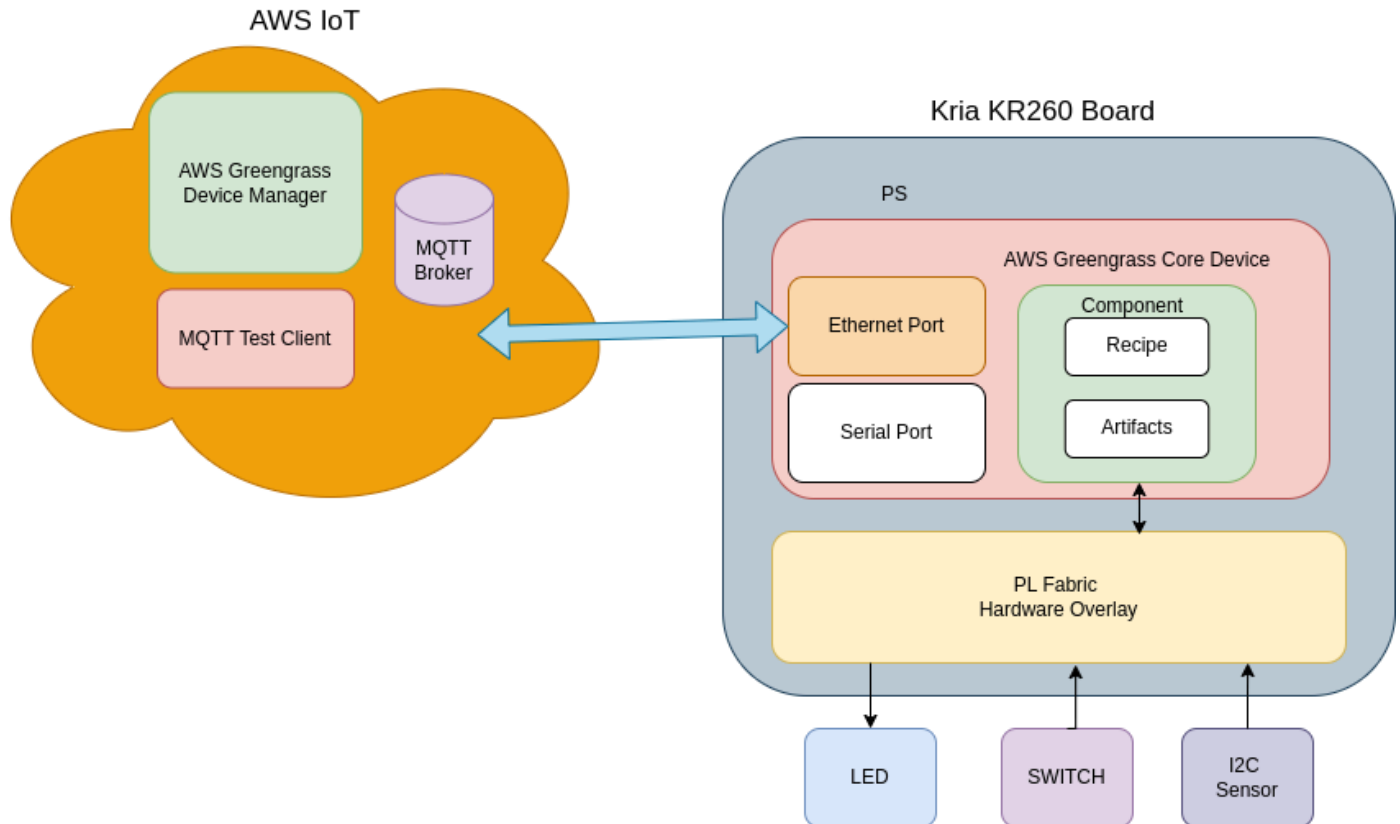 AWS IoT
AWS Greengrass
Device Manager
MQTT
Broker
MQTT Test Client
Kria KR260 Board
PS
AWS Greengrass Core Device
Ethernet Port
Component
Recipe
Serial Port
Artifacts
PL Fabric
Hardware Overlay
LED
SWITCH
I2C
Sensor